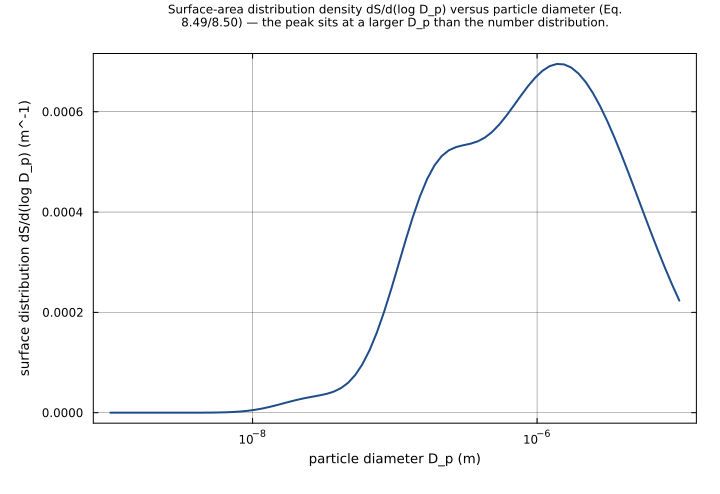 Surface-area distribution density dS/d(log D_p) versus particle diameter (Eq.
8.49/8.50) — the peak sits at a larger D_p than the number distribution.
surface distribution dS/d(log D_p) (m^-1)
0.0006
0.0004
0.0002
0.0000
10⁻⁸
10⁻⁶
particle diameter D_p (m)